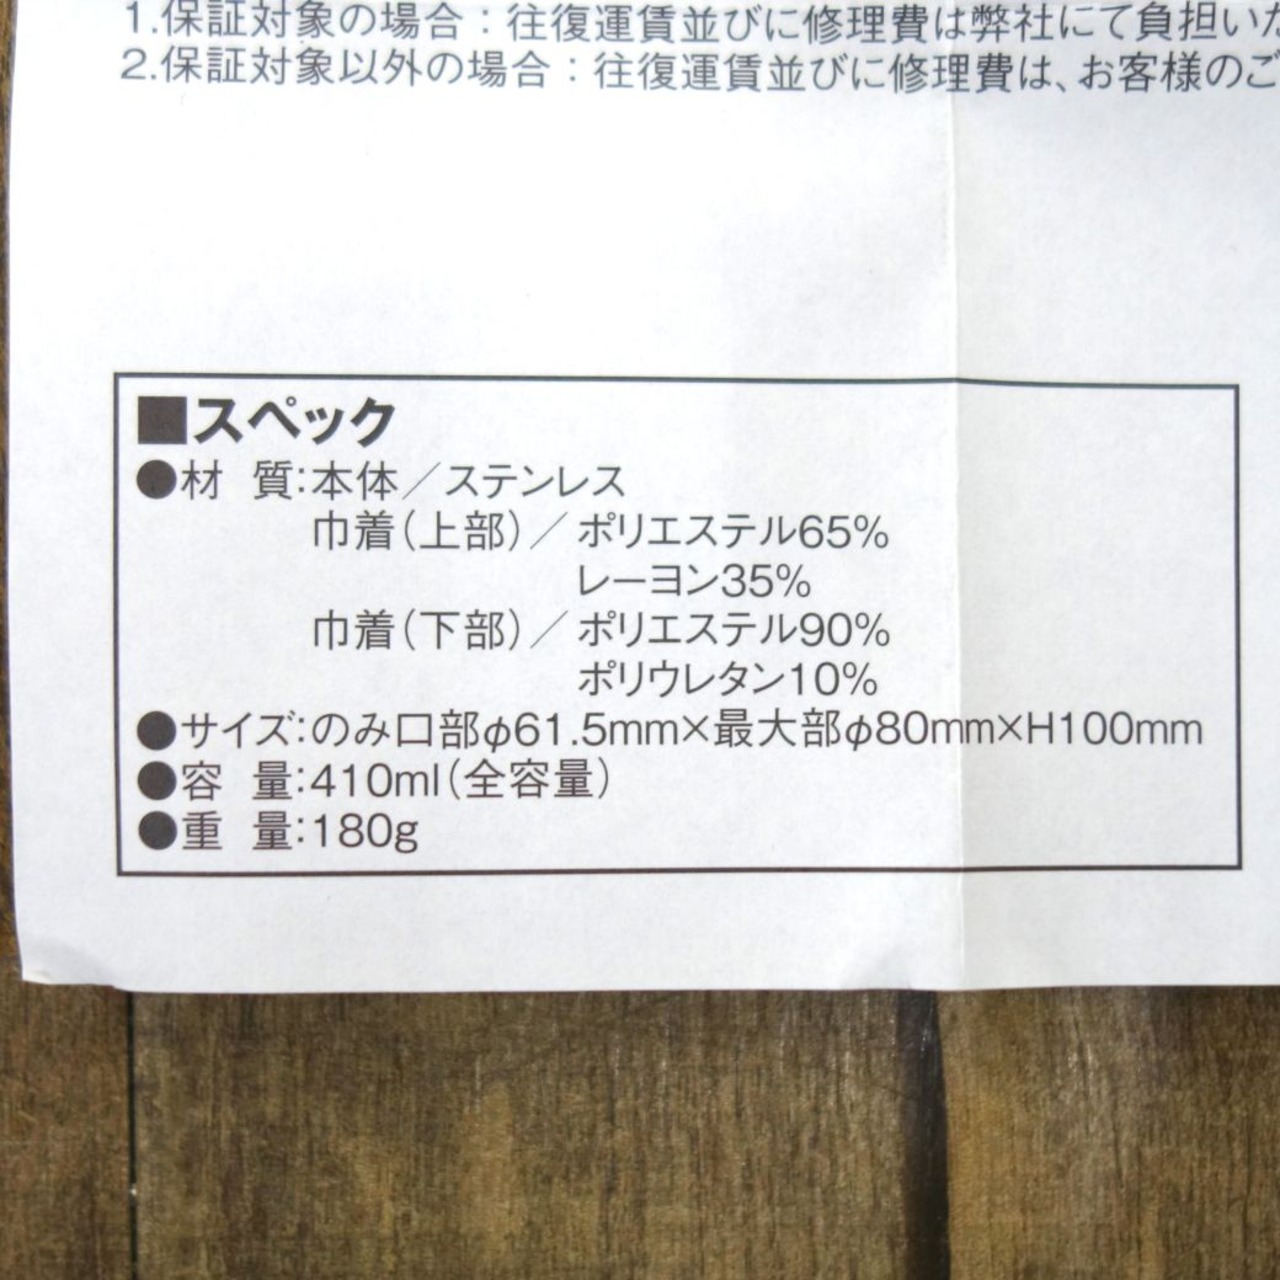 1.保証対象の場合：往復運賃並びに修理費は弊社にて負担いた
2.保証対象以外の場合：往復運賃並びに修理費は、お客様のご
■スペック
●材 質：本体／ステンレス
巾着（上部）／ポリエステル65%
レーヨン35%
巾着（下部）／ポリエステル90%
ポリウレタン10%
●サイズ：のみ口部φ61.5mm×最大部φ80mm×H100mm
●容 量：410ml（全容量）
●重 量：180g